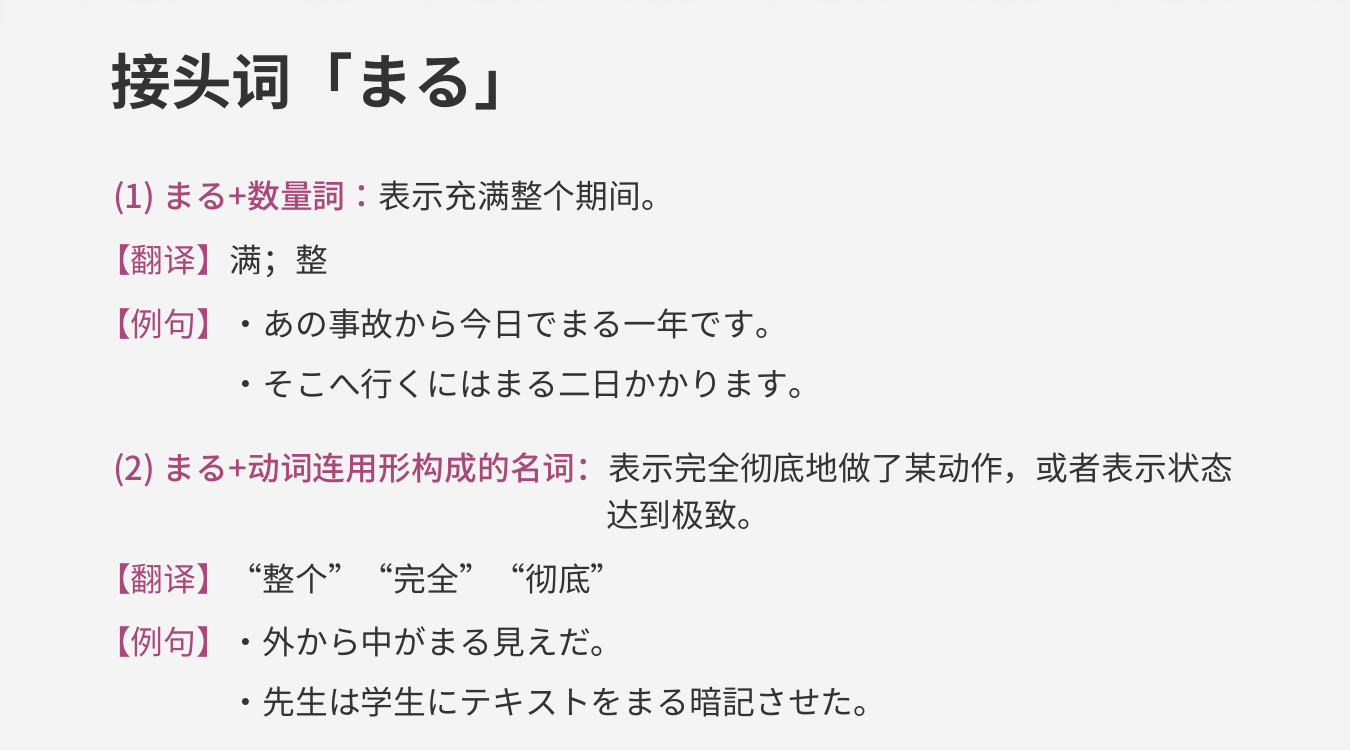 接头词「まる」
(1) まる+数量詞：表示充满整个期间。
【翻译】满；整
【例句】・あの事故から今日でまる一年です。
・そこへ行くにはまる二日かかります。
(2) まる+动词连用形构成的名词：表示完全彻底地做了某动作，或者表示状态
达到极致。
【翻译】 “整个” “完全” “彻底”
【例句】・外から中がまる見えだ。
・先生は学生にテキストをまる暗記させた。